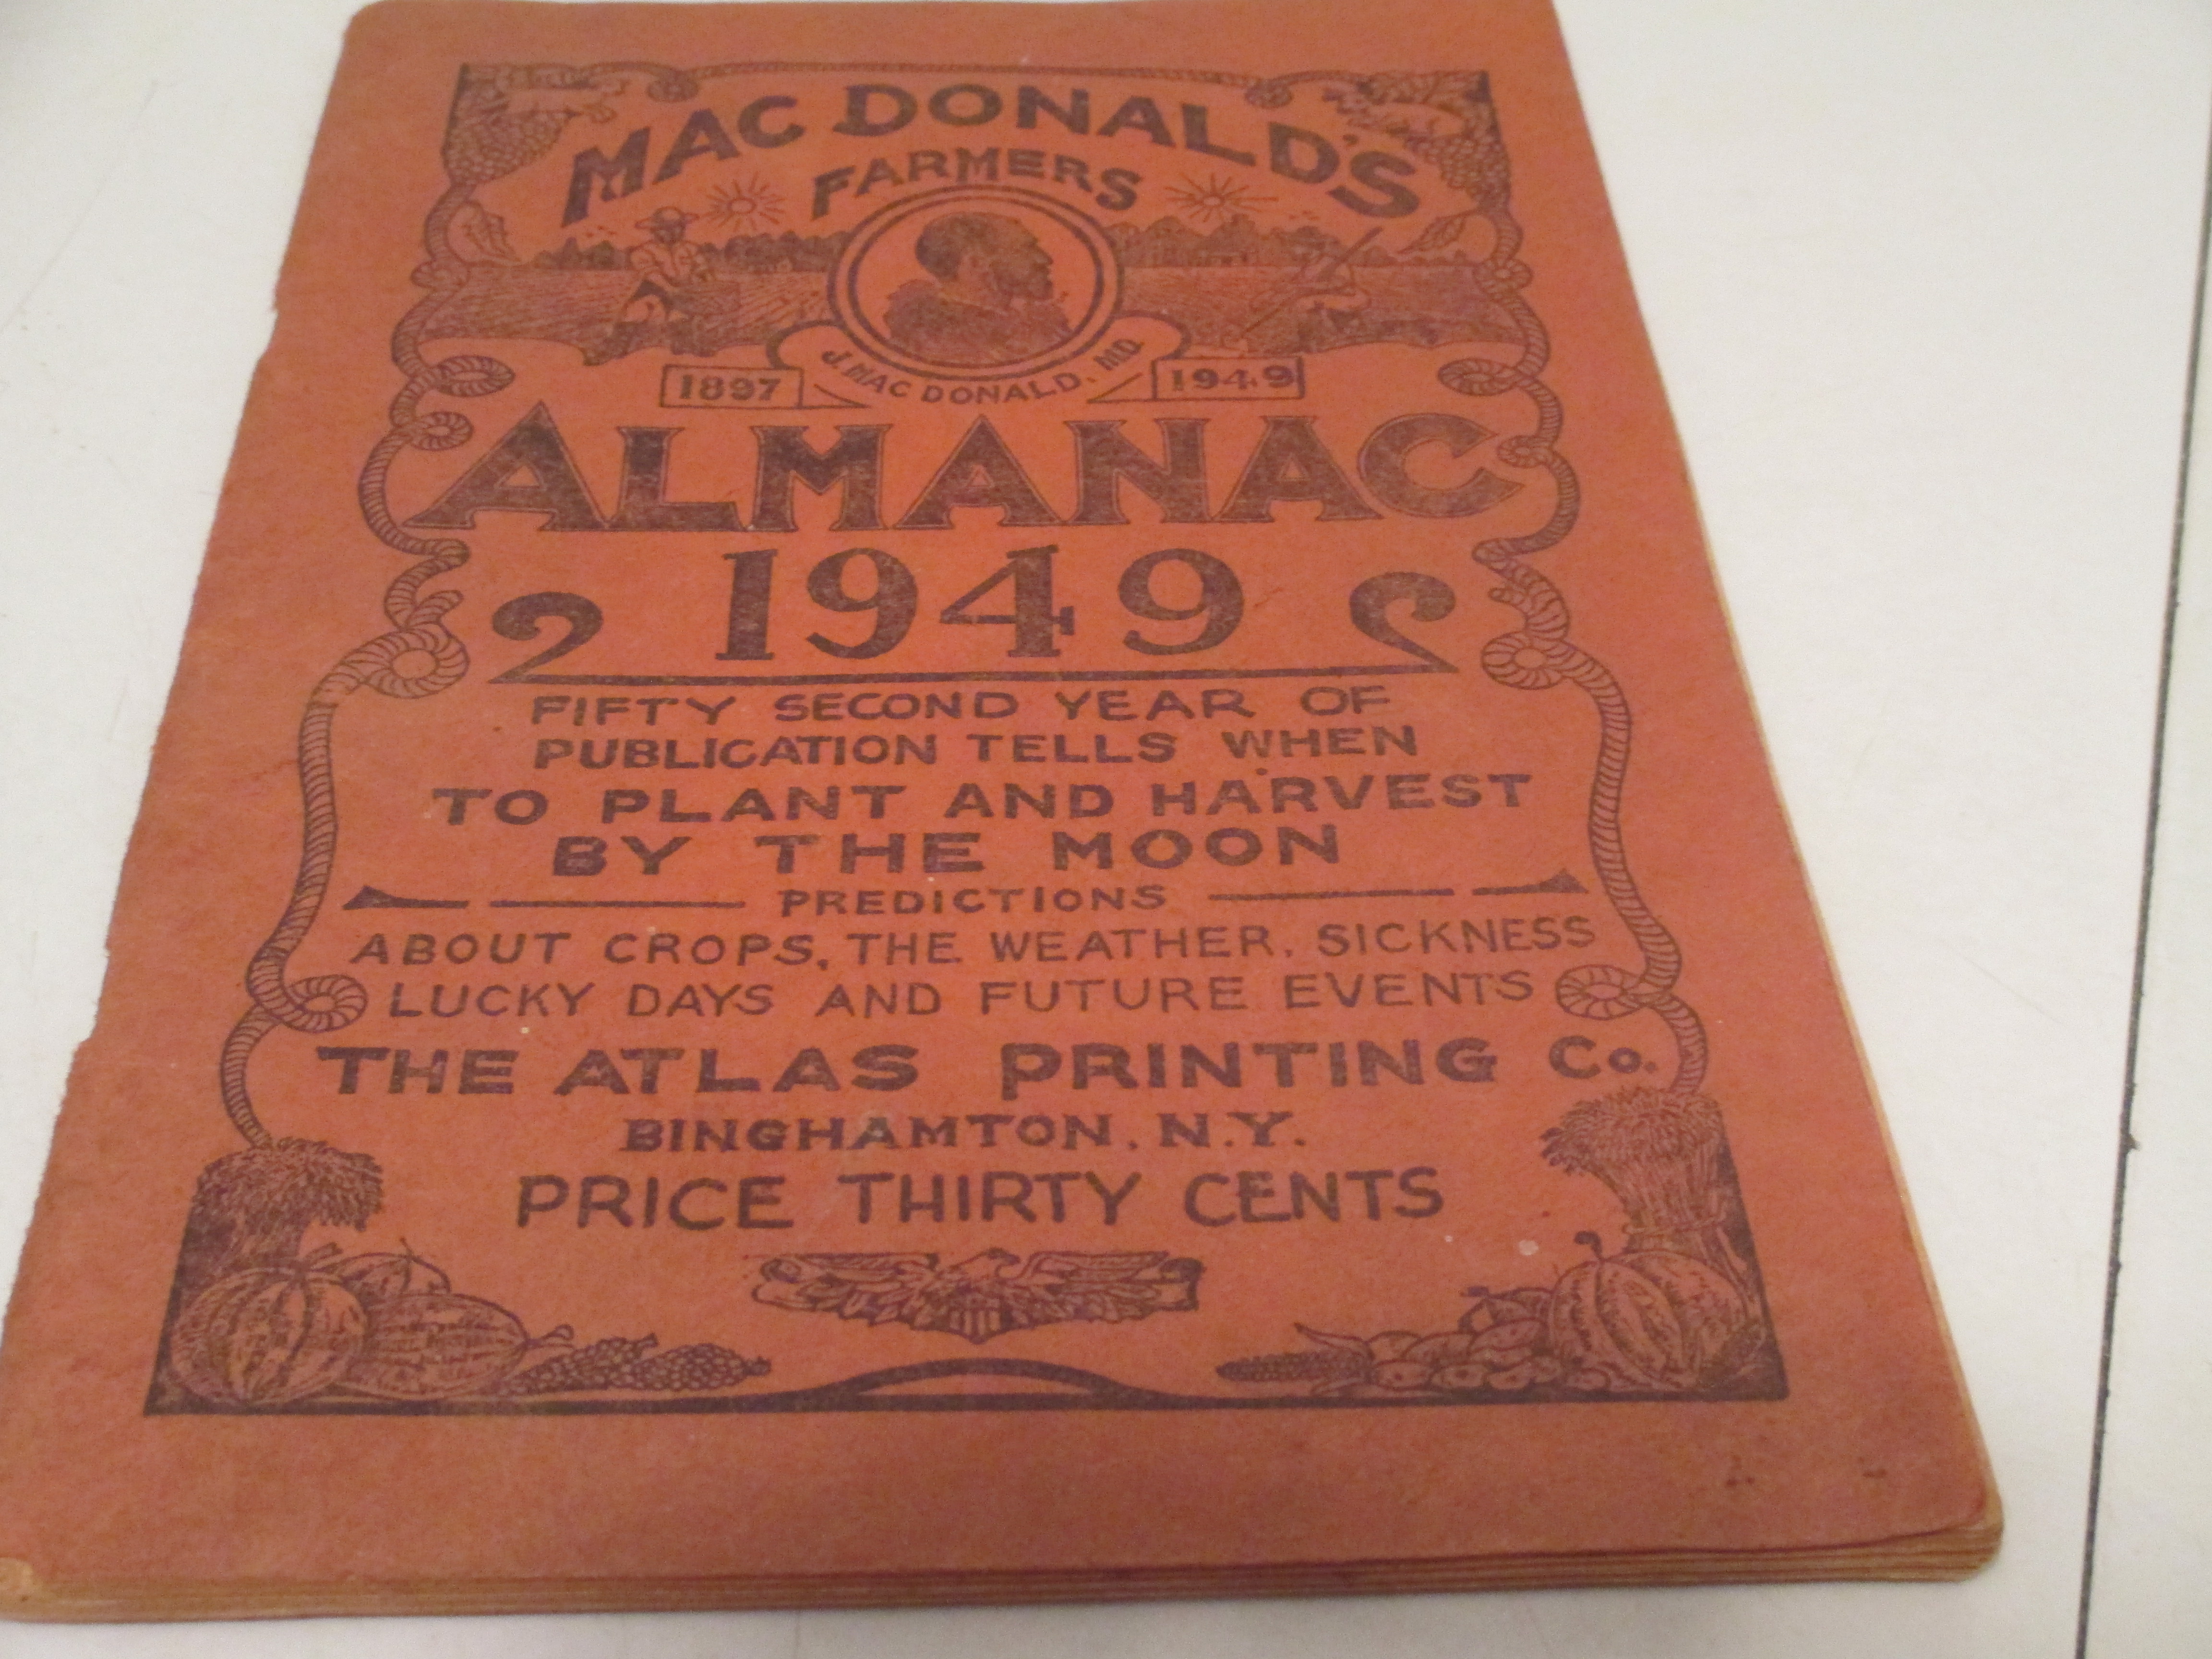 MAC DONALD'S
FARMERS
J. MAC DONALD. MD.
1897 1949
ALMANAC
1949
FIFTY SECOND YEAR OF
PUBLICATION TELLS WHEN
TO PLANT AND HARVEST
BY THE MOON
PREDICTIONS
ABOUT CROPS, THE WEATHER, SICKNESS
LUCKY DAYS AND FUTURE EVENTS
THE ATLAS PRINTING Co.
BINGHAMTON, N.Y.
PRICE THIRTY CENTS